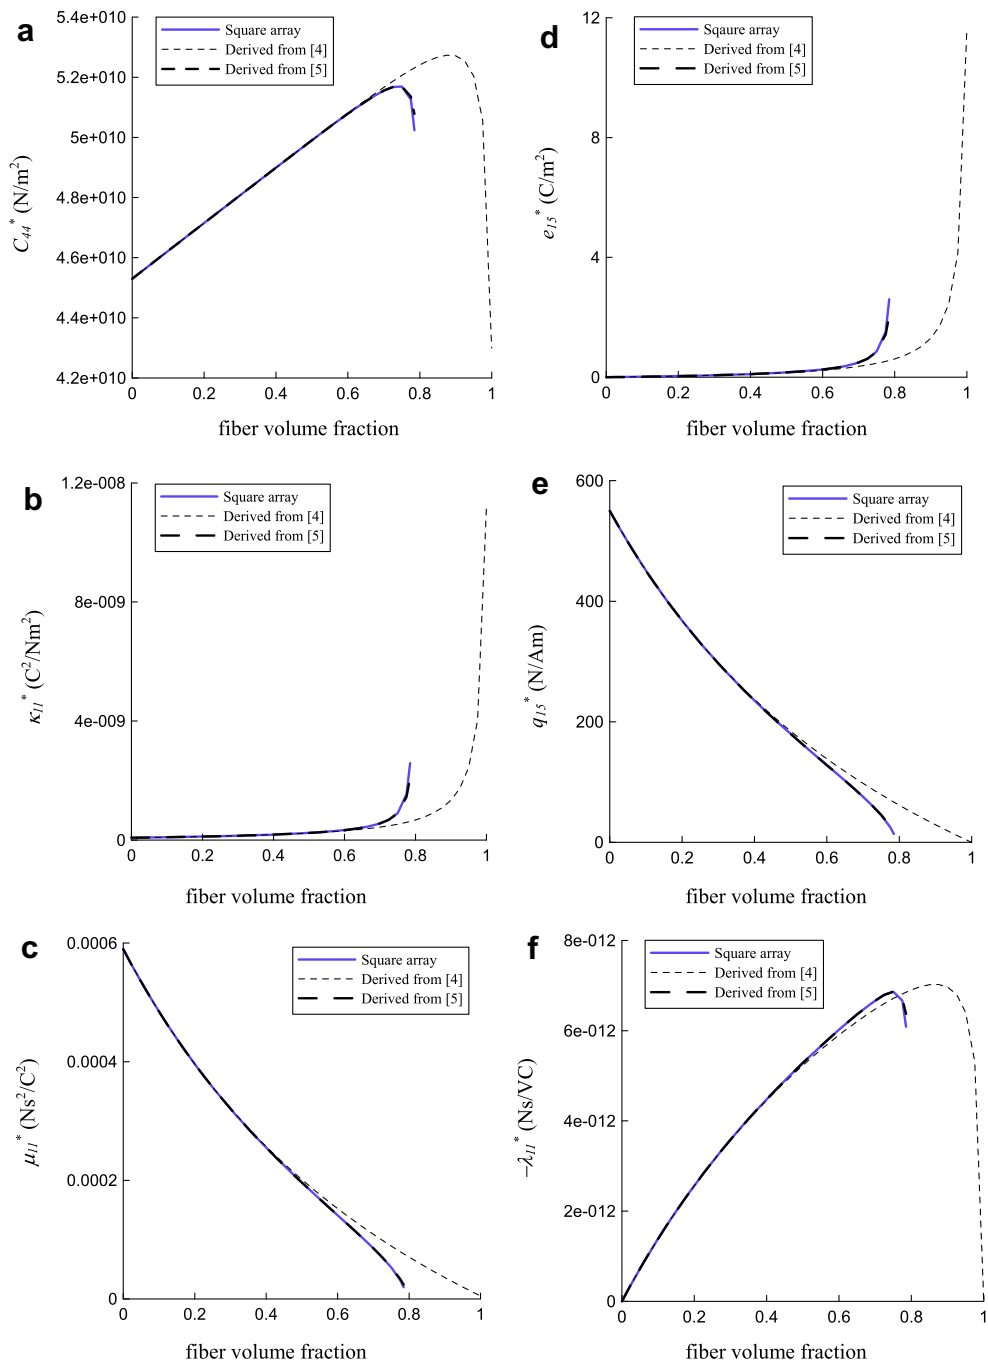 a
5.4e+010
5.2e+010
5e+010
4.8e+010
4.6e+010
4.4e+010
4.2e+010
C44* (N/m2)
Square array
Derived from [4]
Derived from [5]
0 0.2 0.4 0.6 0.8 1
fiber volume fraction
d
12
8
4
0
e15* (C/m2)
Sqaure array
Derived from [4]
Derived from [5]
0 0.2 0.4 0.6 0.8 1
fiber volume fraction
b
1.2e-008
8e-009
4e-009
0
κ11* (C2/Nm2)
Square array
Derived from [4]
Derived from [5]
0 0.2 0.4 0.6 0.8 1
fiber volume fraction
e
600
400
200
0
q15* (N/Am)
Square array
Derived from [4]
Derived from [5]
0 0.2 0.4 0.6 0.8 1
fiber volume fraction
c
0.0006
0.0004
0.0002
0
μ11* (Ns2/C2)
Square array
Derived from [4]
Derived from [5]
0 0.2 0.4 0.6 0.8 1
fiber volume fraction
f
8e-012
6e-012
4e-012
2e-012
0
−λ11* (Ns/VC)
Square array
Derived from [4]
Derived from [5]
0 0.2 0.4 0.6 0.8 1
fiber volume fraction